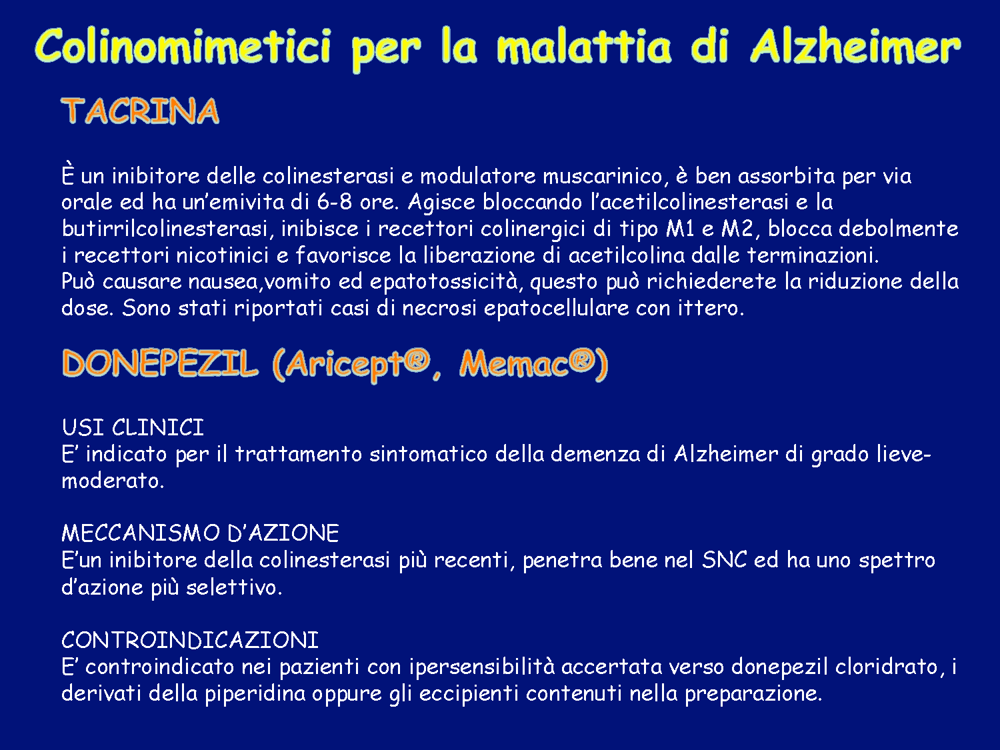 Colinomimetici per la malattia di Alzheimer
TACRINA
È un inibitore delle colinesterasi e modulatore muscarinico, è ben assorbita per via
orale ed ha un’emivita di 6-8 ore. Agisce bloccando l’acetilcolinesterasi e la
butirrilcolinesterasi, inibisce i recettori colinergici di tipo M1 e M2, blocca debolmente
i recettori nicotinici e favorisce la liberazione di acetilcolina dalle terminazioni.
Può causare nausea,vomito ed epatotossicità, questo può richiederete la riduzione della
dose. Sono stati riportati casi di necrosi epatocellulare con ittero.
DONEPEZIL (Aricept®, Memac®)
USI CLINICI
E’ indicato per il trattamento sintomatico della demenza di Alzheimer di grado lieve-
moderato.
MECCANISMO D’AZIONE
E’un inibitore della colinesterasi più recenti, penetra bene nel SNC ed ha uno spettro
d’azione più selettivo.
CONTROINDICAZIONI
E’ controindicato nei pazienti con ipersensibilità accertata verso donepezil cloridrato, i
derivati della piperidina oppure gli eccipienti contenuti nella preparazione.